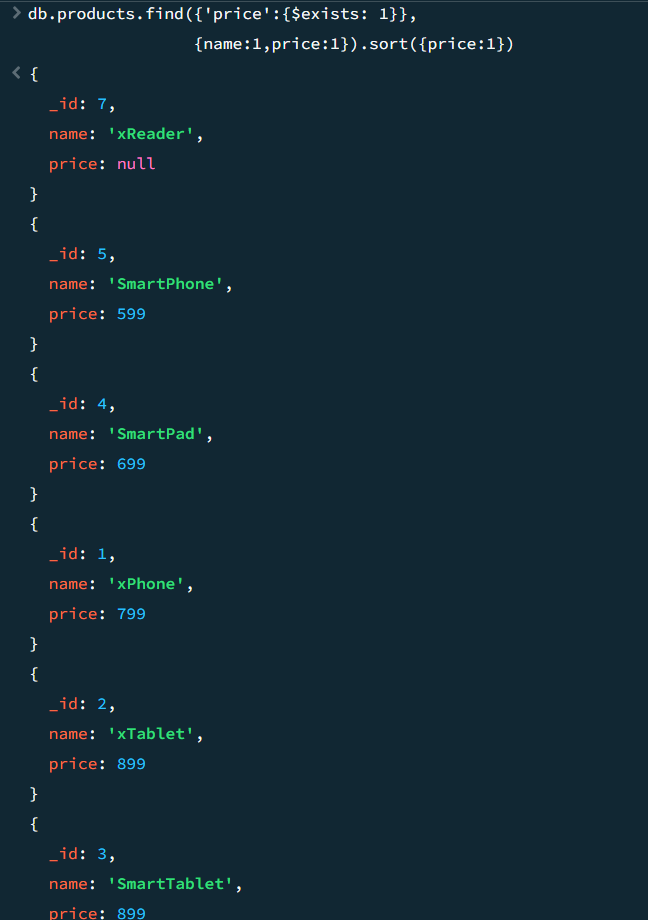 > db.products.find({'price':{$exists: 1}},
{name:1,price:1}).sort({price:1})
< {
_id: 7,
name: 'xReader',
price: null
}
{
_id: 5,
name: 'SmartPhone',
price: 599
}
{
_id: 4,
name: 'SmartPad',
price: 699
}
{
_id: 1,
name: 'xPhone',
price: 799
}
{
_id: 2,
name: 'xTablet',
price: 899
}
{
_id: 3,
name: 'SmartTablet',
price: 899